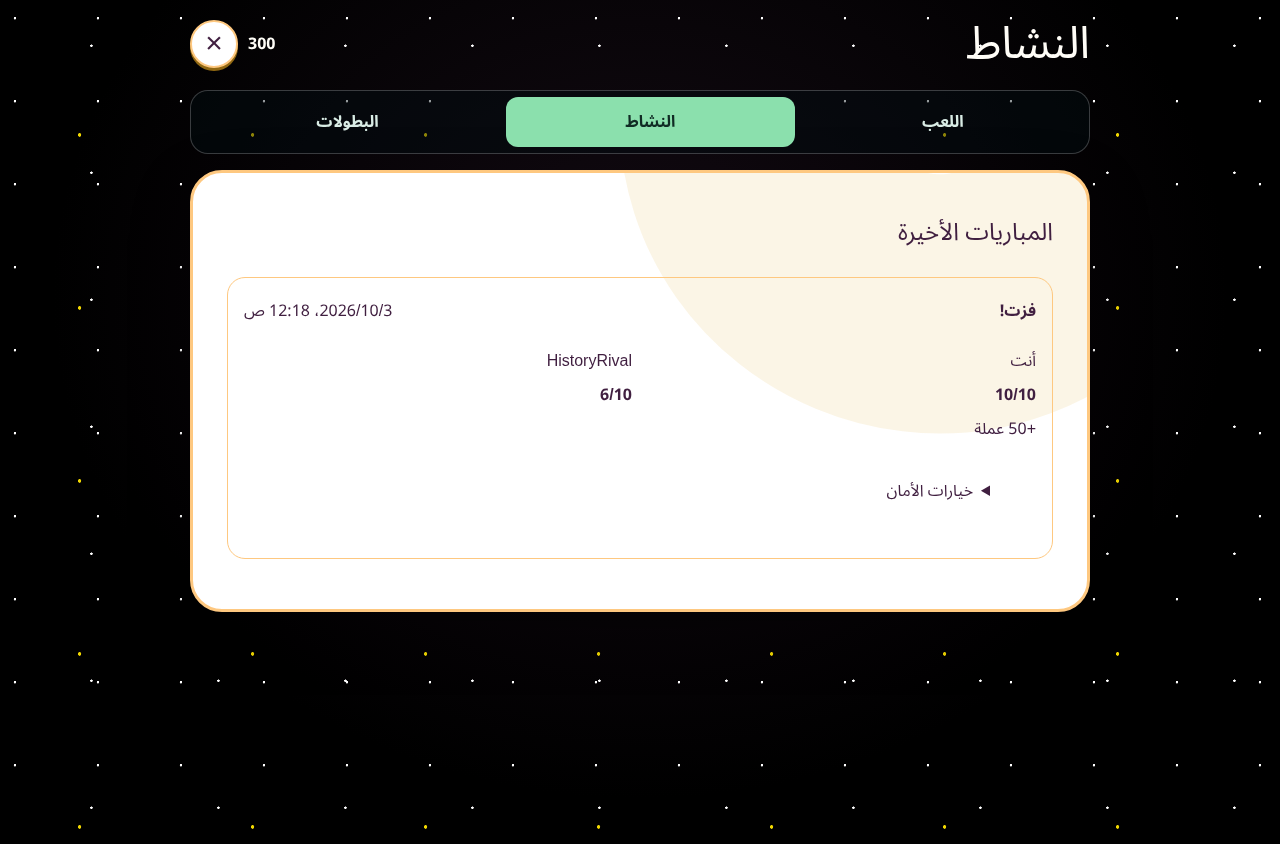 النشاط
300
اللعب
النشاط
البطولات
المباريات الأخيرة
فزت!
2026/10/3، 12:18 ص
أنت
HistoryRival
10/10
6/10
+50 عملة
خيارات الأمان